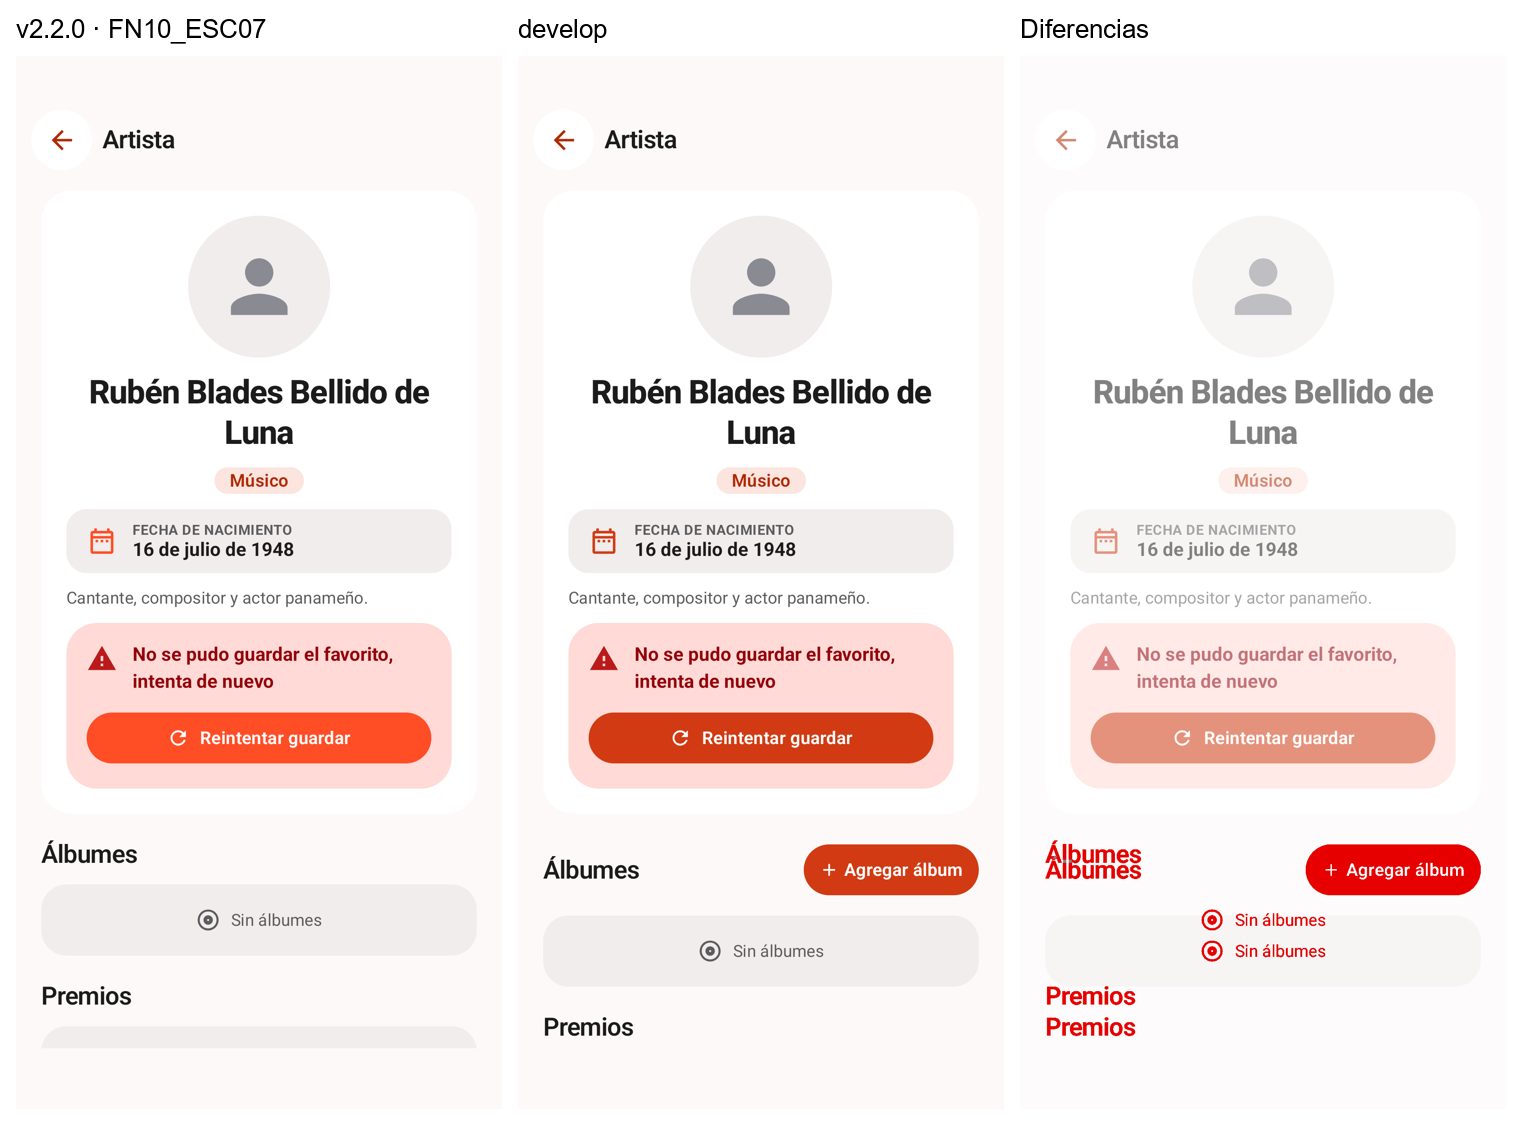 v2.2.0 · FN10_ESC07
Artista
Rubén Blades Bellido de
Luna
Músico
FECHA DE NACIMIENTO
16 de julio de 1948
Cantante, compositor y actor panameño.
No se pudo guardar el favorito,
intenta de nuevo
Reintentar guardar
Álbumes
Sin álbumes
Premios
develop
Artista
Rubén Blades Bellido de
Luna
Músico
FECHA DE NACIMIENTO
16 de julio de 1948
Cantante, compositor y actor panameño.
No se pudo guardar el favorito,
intenta de nuevo
Reintentar guardar
Álbumes
+ Agregar álbum
Sin álbumes
Premios
Diferencias
Artista
Rubén Blades Bellido de
Luna
Músico
FECHA DE NACIMIENTO
16 de julio de 1948
Cantante, compositor y actor panameño.
No se pudo guardar el favorito,
intenta de nuevo
Reintentar guardar
Álbumes
Álbumes
+ Agregar álbum
Sin álbumes
Sin álbumes
Premios
Premios